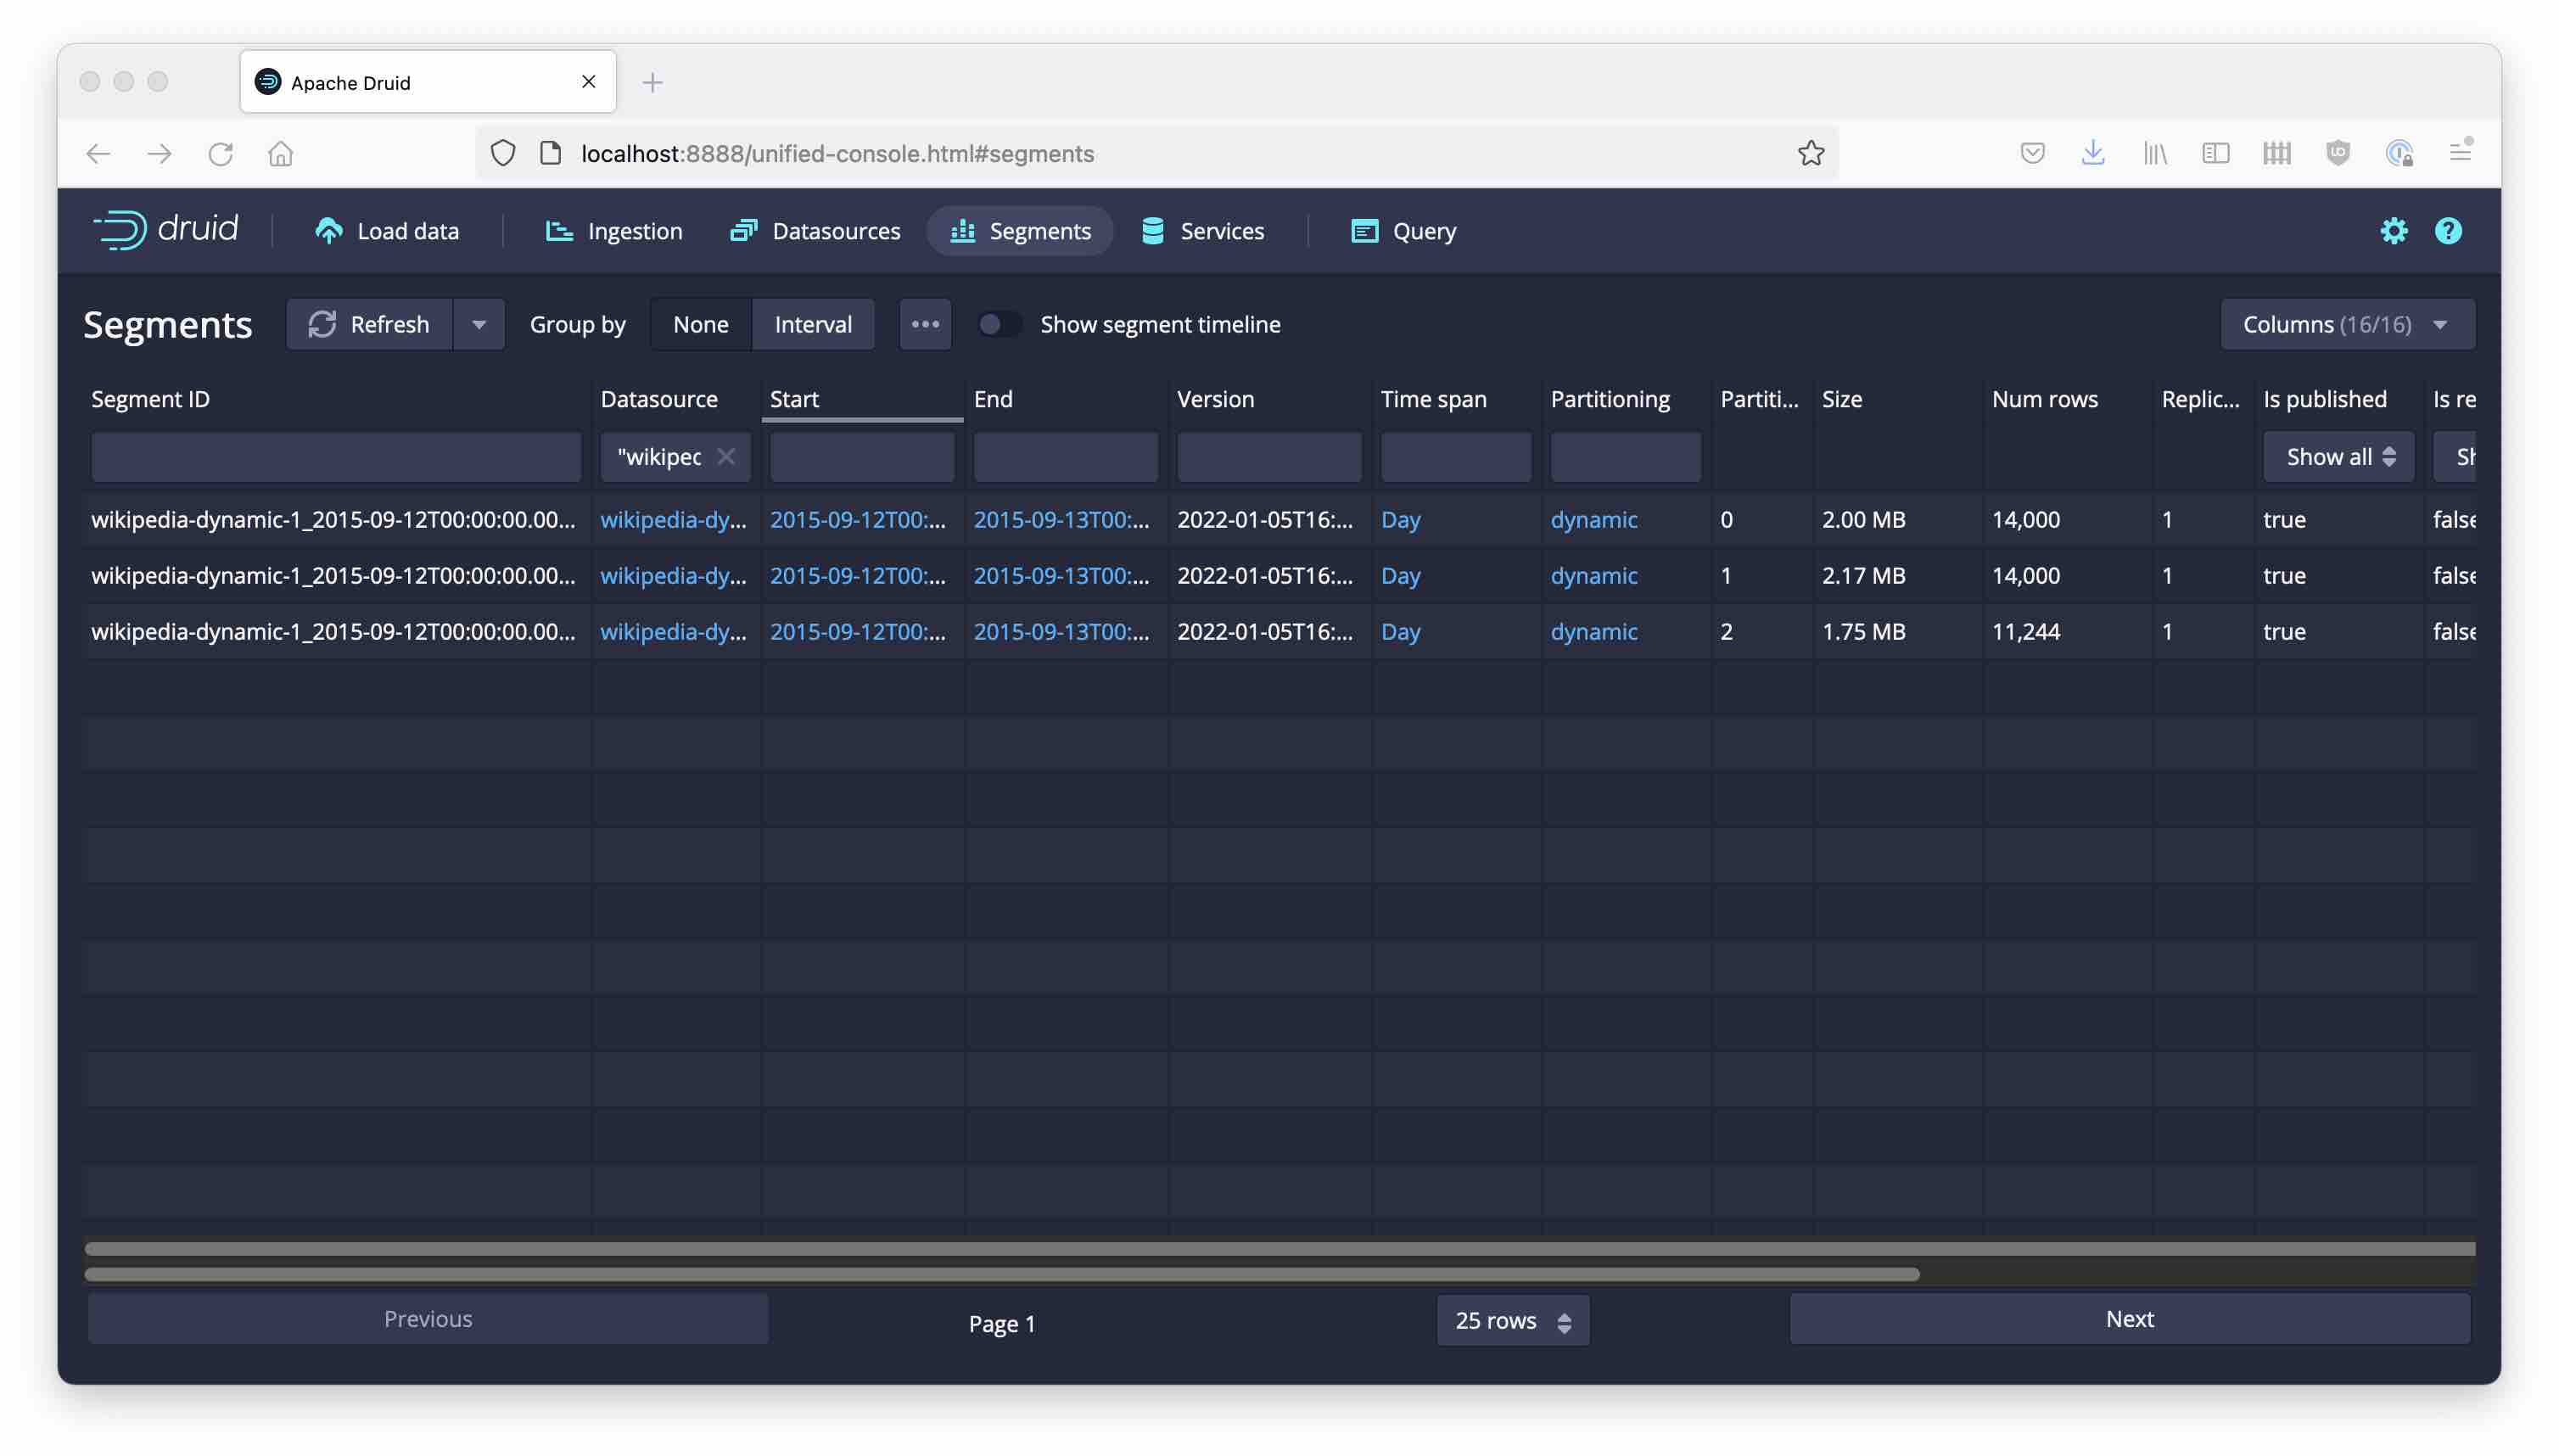 Apache Druid
localhost:8888/unified-console.html#segments
druid Load data Ingestion Datasources Segments Services Query
Segments Refresh Group by None Interval ••• Show segment timeline Columns (16/16)
Segment ID Datasource Start End Version Time span Partitioning Partiti... Size Num rows Replic... Is published Is re
"wikipec Show all Sh
wikipedia-dynamic-1_2015-09-12T00:00:00.00... wikipedia-dy... 2015-09-12T00:... 2015-09-13T00:... 2022-01-05T16:... Day dynamic 0 2.00 MB 14,000 1 true false
wikipedia-dynamic-1_2015-09-12T00:00:00.00... wikipedia-dy... 2015-09-12T00:... 2015-09-13T00:... 2022-01-05T16:... Day dynamic 1 2.17 MB 14,000 1 true false
wikipedia-dynamic-1_2015-09-12T00:00:00.00... wikipedia-dy... 2015-09-12T00:... 2015-09-13T00:... 2022-01-05T16:... Day dynamic 2 1.75 MB 11,244 1 true false
Previous Page 1 25 rows Next